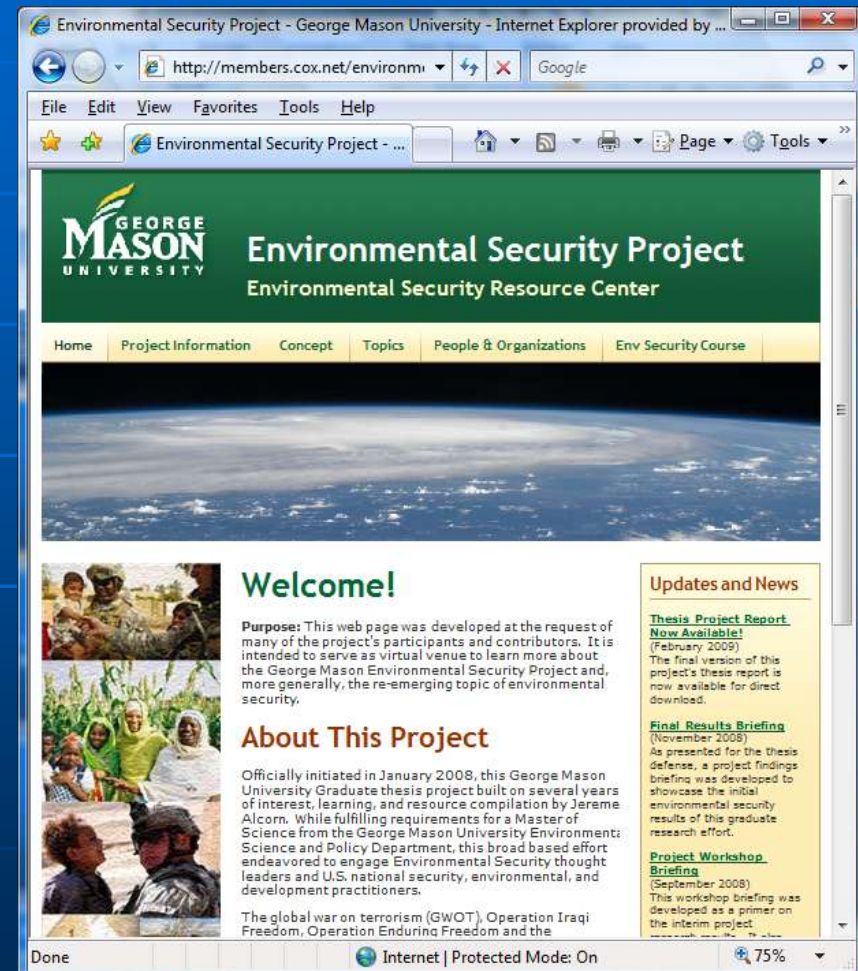 Environmental Security Project - George Mason University - Internet Explorer provided by ...
http://members.cox.net/environm
Google
File Edit View Favorites Tools Help
Environmental Security Project - ...
Page Tools »
GEORGE
MASON
UNIVERSITY
Environmental Security Project
Environmental Security Resource Center
Home Project Information Concept Topics People & Organizations Env Security Course
Welcome!
Purpose: This web page was developed at the request of
many of the project's participants and contributors. It is
intended to serve as virtual venue to learn more about
the George Mason Environmental Security Project and,
more generally, the re-emerging topic of environmental
security.
About This Project
Officially initiated in January 2008, this George Mason
University Graduate thesis project built on several years
of interest, learning, and resource compilation by Jereme
Alcorn. While fulfilling requirements for a Master of
Science from the George Mason University Environmenta
Science and Policy Department, this broad based effort
endeavored to engage Environmental Security thought
leaders and U.S. national security, environmental, and
development practitioners.
The global war on terrorism (GWOT), Operation Iraqi
Freedom, Operation Enduring Freedom and the
Updates and News
Thesis Project Report
Now Available!
(February 2009)
The final version of this
project's thesis report is
now available for direct
download.
Final Results Briefing
(November 2008)
As presented for the thesis
defense, a project findings
briefing was developed to
showcase the initial
environmental security
results of this graduate
research effort.
Project Workshop
Briefing
(September 2008)
This workshop briefing was
developed as a primer on
the interim project
Done Internet | Protected Mode: On 75%